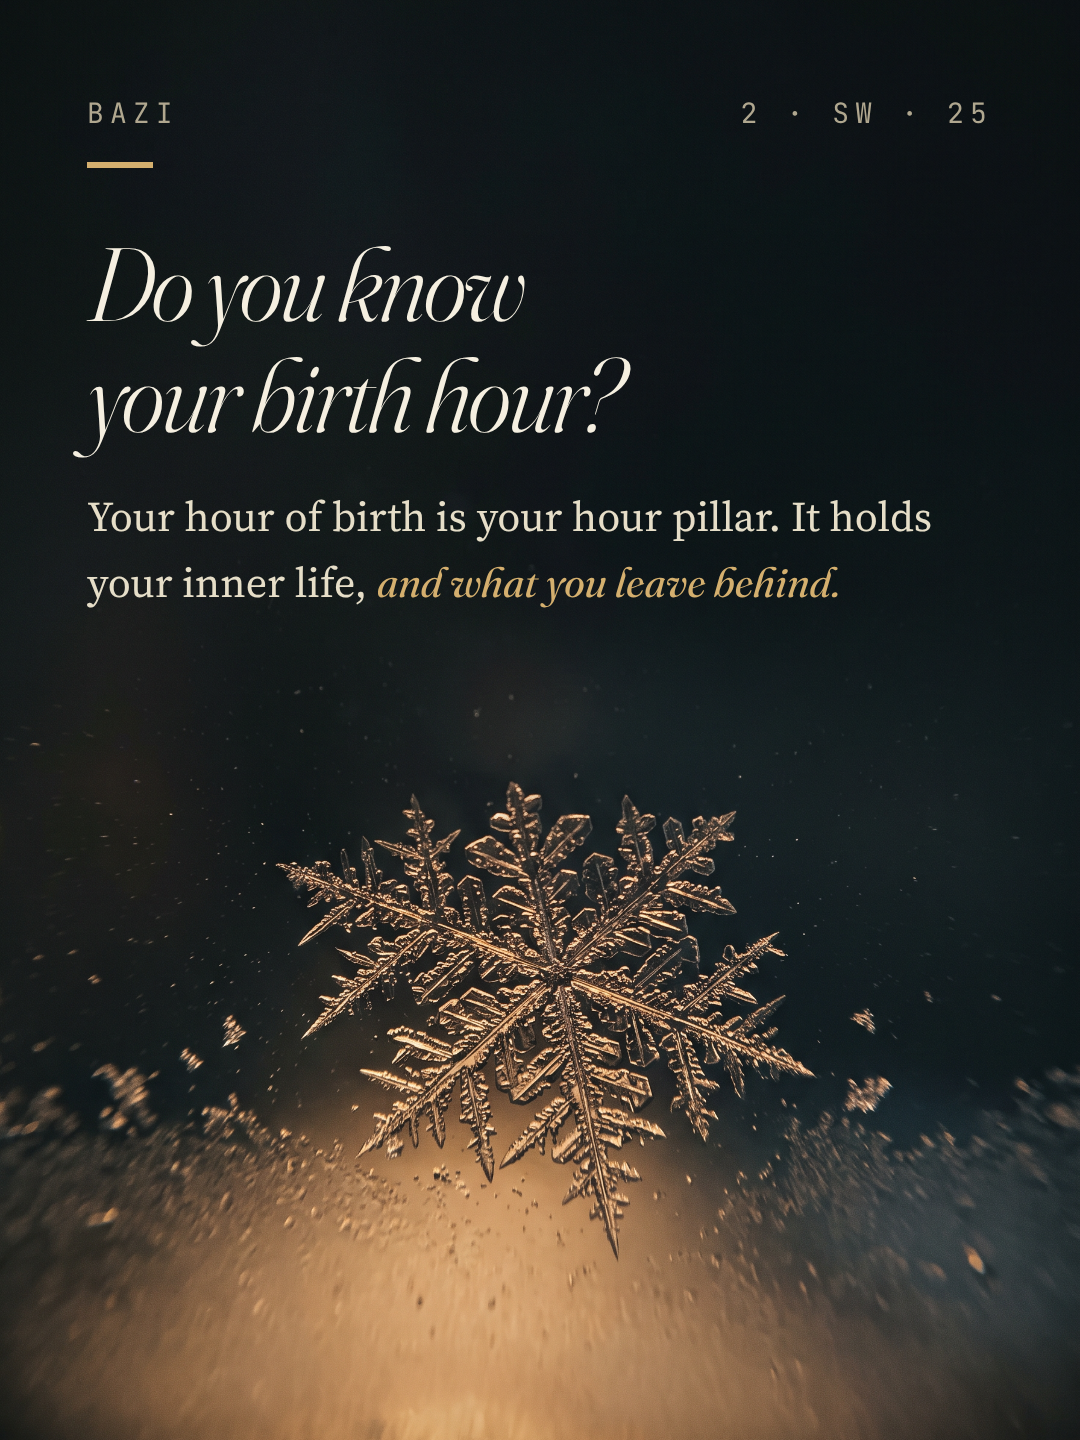 BAZI
2 · SW · 25
Do you know
your birth hour?
Your hour of birth is your hour pillar. It holds
your inner life, and what you leave behind.